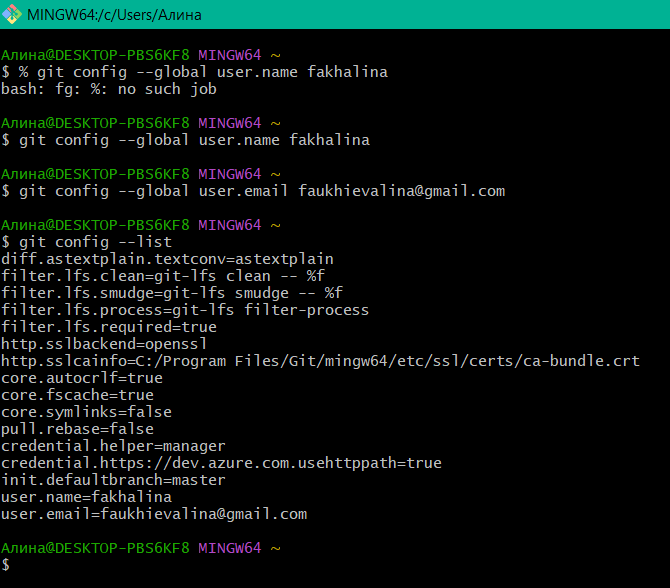 MINGW64:/c/Users/Алина
Алина@DESKTOP-PBS6KF8 MINGW64 ~
$ % git config --global user.name fakhalina
bash: fg: %: no such job
Алина@DESKTOP-PBS6KF8 MINGW64 ~
$ git config --global user.name fakhalina
Алина@DESKTOP-PBS6KF8 MINGW64 ~
$ git config --global user.email faukhievalina@gmail.com
Алина@DESKTOP-PBS6KF8 MINGW64 ~
$ git config --list
diff.astextplain.textconv=astextplain
filter.lfs.clean=git-lfs clean -- %f
filter.lfs.smudge=git-lfs smudge -- %f
filter.lfs.process=git-lfs filter-process
filter.lfs.required=true
http.sslbackend=openssl
http.sslcainfo=C:/Program Files/Git/mingw64/etc/ssl/certs/ca-bundle.crt
core.autocrlf=true
core.fscache=true
core.symlinks=false
pull.rebase=false
credential.helper=manager
credential.https://dev.azure.com.usehttppath=true
init.defaultbranch=master
user.name=fakhalina
user.email=faukhievalina@gmail.com
Алина@DESKTOP-PBS6KF8 MINGW64 ~
$